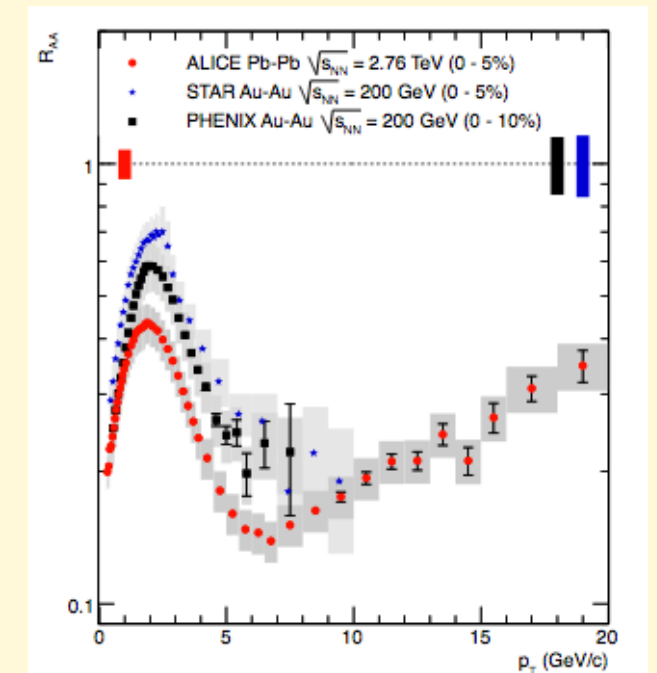 R_AA
ALICE Pb-Pb √s_NN = 2.76 TeV (0 - 5%)
STAR Au-Au √s_NN = 200 GeV (0 - 5%)
PHENIX Au-Au √s_NN = 200 GeV (0 - 10%)
1
0.1
0 5 10 15 20
p_T (GeV/c)